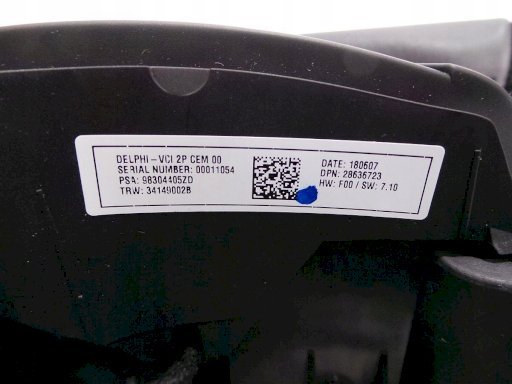 DELPHI-VCI 2P CEM 00
SERIAL NUMBER: 00011054
PSA: 98304405ZD
TRW: 34149002B
DATE: 180607
DPN: 28636723
HW: F00 / SW: 7.10